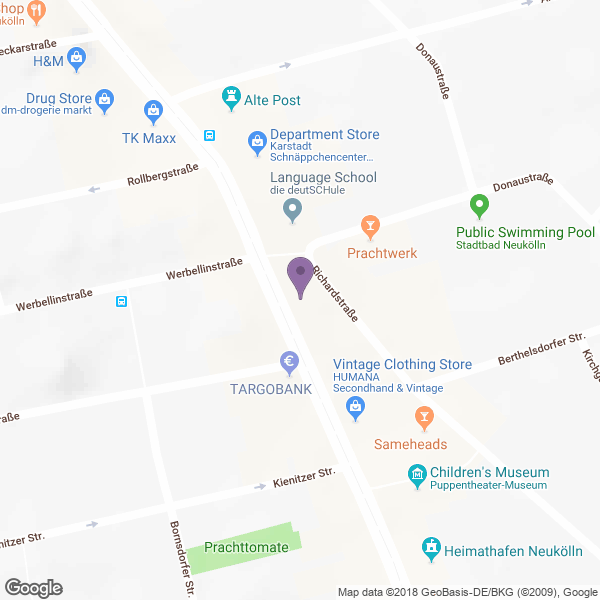 hop
ukölln
eckarstraße
H&M
Drug Store
dm-drogerie markt
TK Maxx
Alte Post
Donaustraße
An
Department Store
Karstadt
Schnäppchencenter...
Rollbergstraße
Language School
die deutSCHule
Donaustraße
Prachtwerk
Public Swimming Pool
Stadtbad Neukölln
Werbellinstraße
Werbellinstraße
Richardstraße
Berthelsdorfer Str.
Kirchg
TARGOBANK
Vintage Clothing Store
HUMANA
Secondhand & Vintage
Sameheads
raße
Children's Museum
Puppentheater-Museum
Kienitzer Str.
nitzer Str.
Bornsdorfer Str.
Prachttomate
Heimathafen Neukölln
Google
Map data ©2018 GeoBasis-DE/BKG (©2009), Google